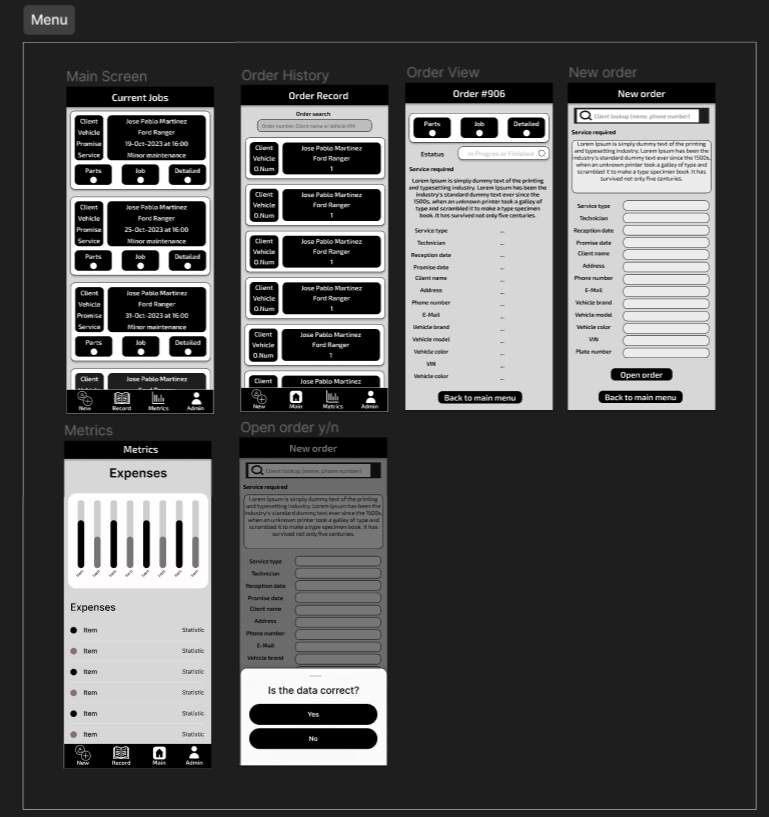 Menu
Main Screen
Current Jobs
Client Jose Pablo Martinez
Vehicle Ford Ranger
Promise 19-Oct-2023 at 16:00
Service Minor maintenance
Parts Job Detailed
Client Jose Pablo Martinez
Vehicle Ford Ranger
Promise 25-Oct-2023 at 16:00
Service Minor maintenance
Parts Job Detailed
Client Jose Pablo Martinez
Vehicle Ford Ranger
Promise 31-Oct-2023 at 16:00
Service Minor maintenance
Parts Job Detailed
Client Jose Pablo Martinez
New Record Metrics Admin
Order History
Order Record
Order search
Order number, Client name or Vehicle VIN
Client Jose Pablo Martinez
Vehicle Ford Ranger
O.Num 1
Client Jose Pablo Martinez
Vehicle Ford Ranger
O.Num 1
Client Jose Pablo Martinez
Vehicle Ford Ranger
O.Num 1
Client Jose Pablo Martinez
Vehicle Ford Ranger
O.Num 1
Client Jose Pablo Martinez
Vehicle Ford Ranger
O.Num 1
Client Jose Pablo Martinez
New Main Metrics Admin
Order View
Order #906
Parts Job Detailed
Estatus In Progres or Finished
Service required
Lorem Ipsum is simply dummy text of the printing
and typesetting industry. Lorem Ipsum has been the
industry's standard dummy text ever since the
1500s, when an unknown printer took a galley of
type and scrambled it to make a type specimen
book. It has survived not only five centuries.
Service type --
Technician --
Reception date --
Promise date --
Client name --
Address --
Phone number --
E-Mail --
Vehicle brand --
Vehicle model --
Vehicle color --
VIN --
Vehicle color --
Back to main menu
New order
New order
Client lookup (name, phone number)
Service required
Lorem Ipsum is simply dummy text of the printing
and typesetting industry. Lorem Ipsum has been the
industry's standard dummy text ever since the 1500s,
when an unknown printer took a galley of type and
scrambled it to make a type specimen book. It has
survived not only five centuries.
Service type
Technician
Reception date
Promise date
Client name
Address
Phone number
E-Mail
Vehicle brand
Vehicle model
Vehicle color
VIN
Plate number
Open order
Back to main menu
Metrics
Metrics
Expenses
Item Item Item Item Item Item Item Item
Expenses
Item Statistic
Item Statistic
Item Statistic
Item Statistic
Item Statistic
Item Statistic
New Record Main Admin
Open order y/n
New order
Client lookup (name, phone number)
Service required
Lorem Ipsum is simply dummy text of the printing
and typesetting industry. Lorem Ipsum has been the
industry's standard dummy text ever since the 1500s,
when an unknown printer took a galley of type and
scrambled it to make a type specimen book. It has
survived not only five centuries.
Service type
Technician
Reception date
Promise date
Client name
Address
Phone number
E-Mail
Vehicle brand
Is the data correct?
Yes
No